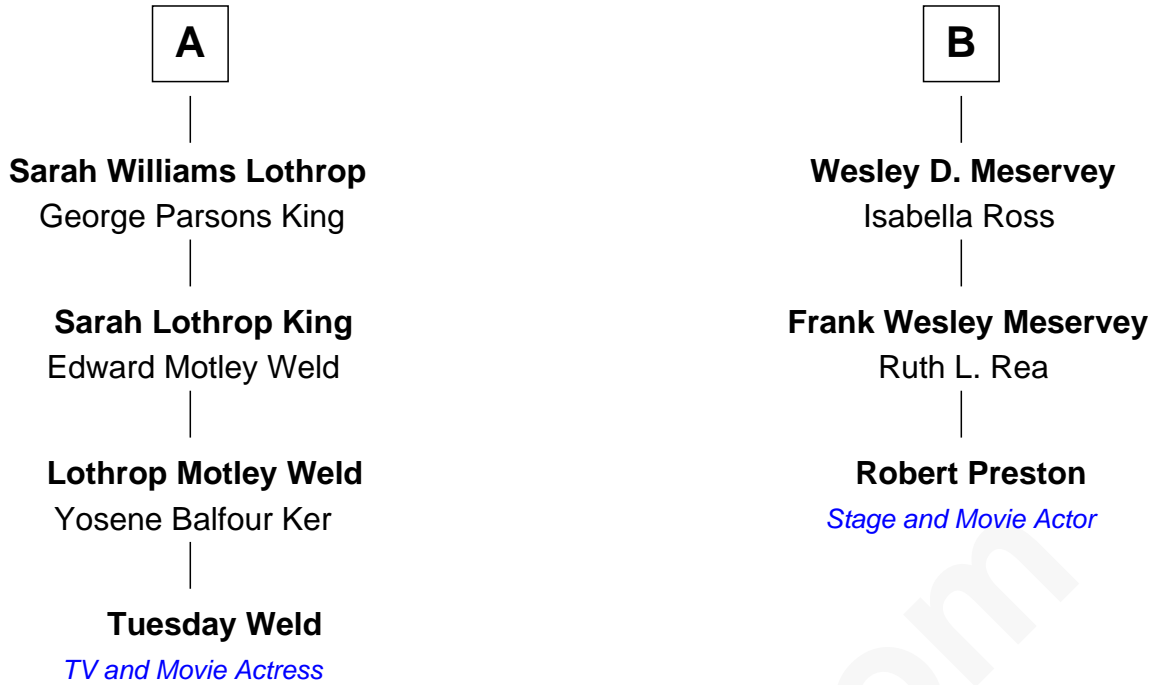 A
Sarah Williams Lothrop
George Parsons King
Sarah Lothrop King
Edward Motley Weld
Lothrop Motley Weld
Yosene Balfour Ker
Tuesday Weld
TV and Movie Actress
B
Wesley D. Meservey
Isabella Ross
Frank Wesley Meservey
Ruth L. Rea
Robert Preston
Stage and Movie Actor
om